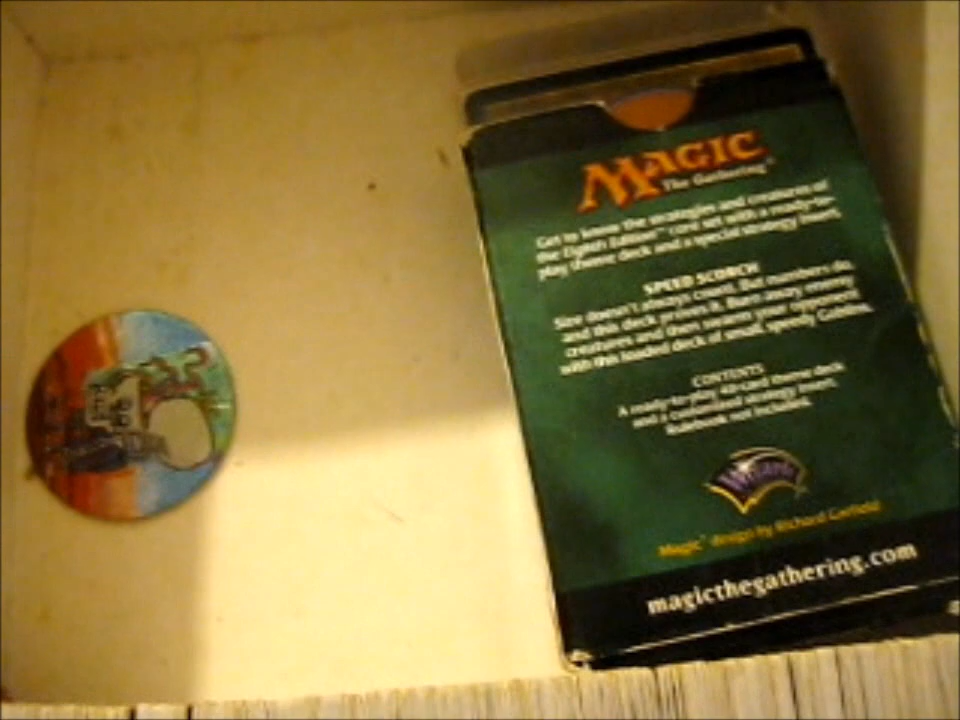 MAGIC
The Gathering®
Get to know the strategies and creatures of
the Eighth Edition™ card set with a ready-to-
play theme deck and a special strategy insert.
SPEED SCORCH
Size doesn't always count. But numbers do,
and this deck proves it. Burn away enemy
creatures and then swarm your opponent
with this loaded deck of small, speedy Goblins.
CONTENTS
A ready-to-play 40-card theme deck
and a customized strategy insert.
Rulebook not included.
Wizards
Magic™ design by Richard Garfield
magicthegathering.com